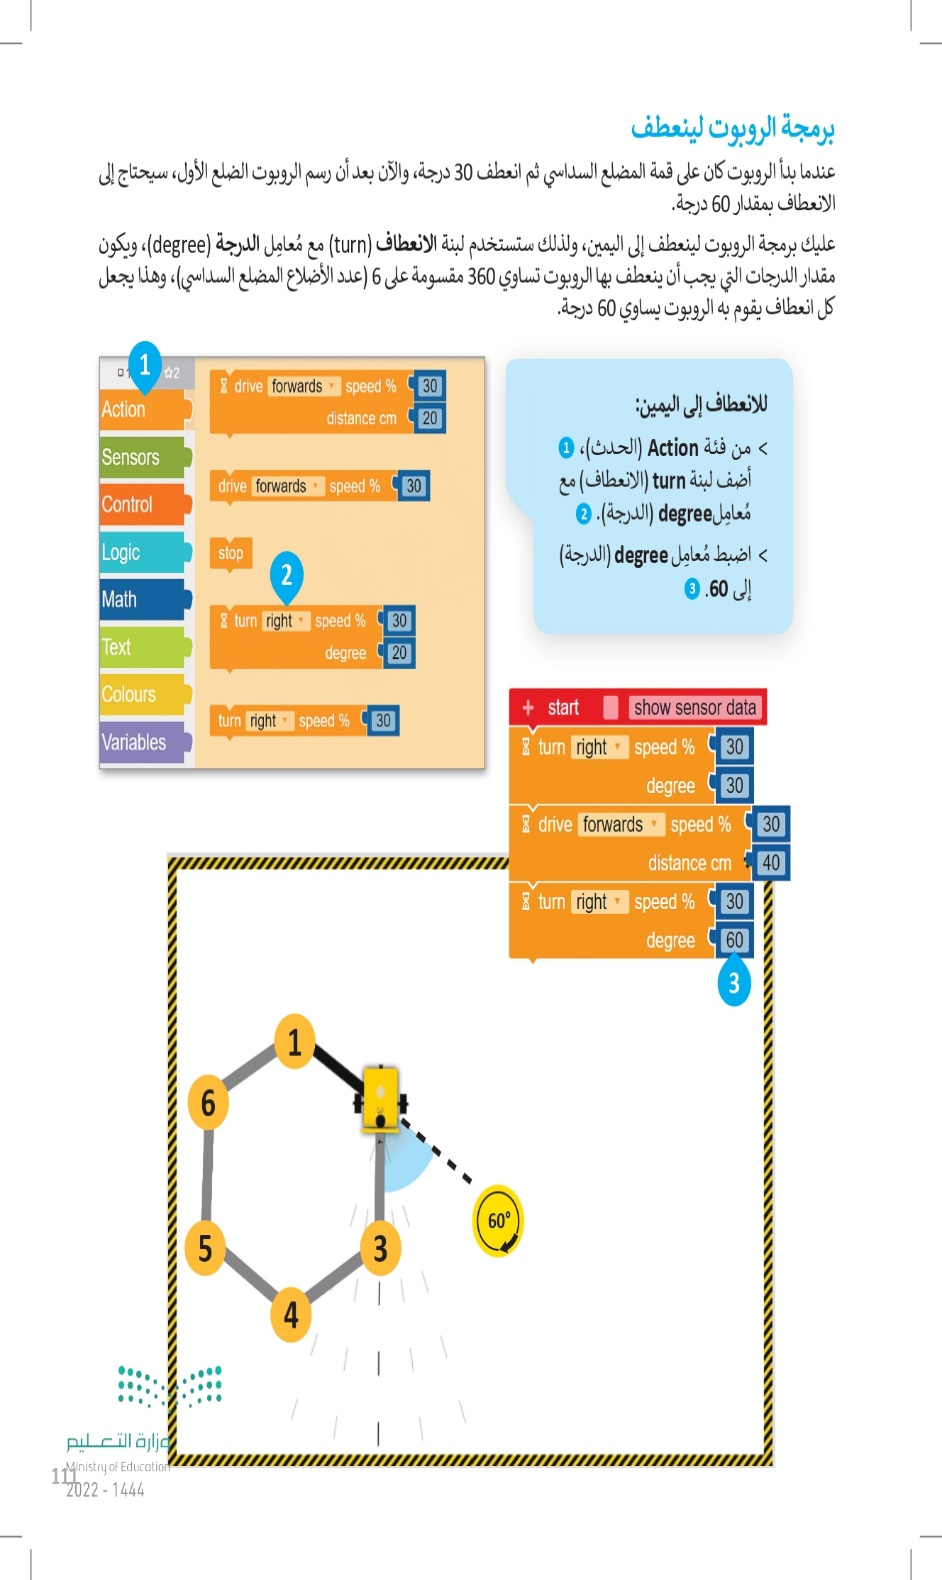 برمجة الروبوت لينعطف
عندما بدأ الروبوت كان على قمة المضلع السداسي ثم انعطف 30 درجة، والآن بعد أن رسم الروبوت الضلع الأول، سيحتاج إلى
الانعطاف بمقدار 60 درجة.
عليك برمجة الروبوت لينعطف إلى اليمين، ولذلك ستستخدم لبنة الانعطاف (turn) مع مُعامِل الدرجة (degree)، ويكون
مقدار الدرجات التي يجب أن ينعطف بها الروبوت تساوي 360 مقسومة على 6 (عدد الأضلاع المضلع السداسي)، وهذا يجعل
كل انعطاف يقوم به الروبوت يساوي 60 درجة.
للانعطاف إلى اليمين:
> من فئة Action (الحدث)، 1
أضف لبنة turn (الانعطاف) مع
مُعامِل degree (الدرجة). 2
> اضبط مُعامِل degree (الدرجة)
إلى 60. 3
1
2
Action
Sensors
Control
Logic
Math
Text
Colours
Variables
drive forwards speed % 30
distance cm 20
drive forwards speed % 30
stop
2
turn right speed % 30
degree 20
turn right speed % 30
+ start show sensor data
turn right speed % 30
degree 30
drive forwards speed % 30
distance cm 40
turn right speed % 30
degree 60
3
1
6
5
4
3
60°
وزارة التعليم
Ministry of Education
111
2022 - 1444